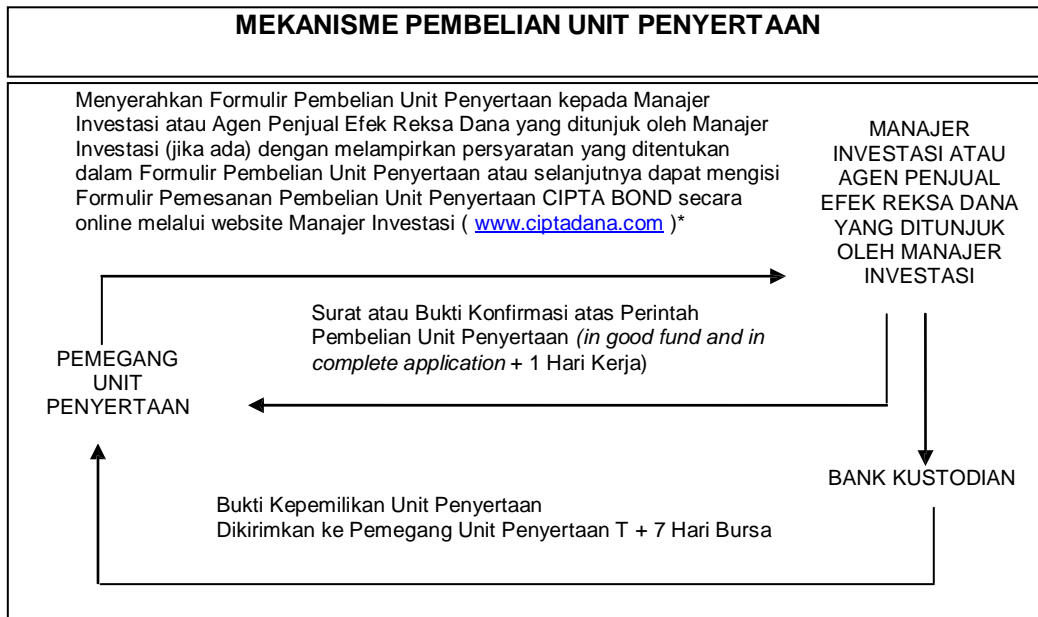 MEKANISME PEMBELIAN UNIT PENYERTAAN
Menyerahkan Formulir Pembelian Unit Penyertaan kepada Manajer
Investasi atau Agen Penjual Efek Reksa Dana yang ditunjuk oleh Manajer
Investasi (jika ada) dengan melampirkan persyaratan yang ditentukan
dalam Formulir Pembelian Unit Penyertaan atau selanjutnya dapat mengisi
Formulir Pemesanan Pembelian Unit Penyertaan CIPTA BOND secara
online melalui website Manajer Investasi ( www.ciptadana.com )*
MANAJER
INVESTASI ATAU
AGEN PENJUAL
EFEK REKSA DANA
YANG DITUNJUK
OLEH MANAJER
INVESTASI
Surat atau Bukti Konfirmasi atas Perintah
Pembelian Unit Penyertaan (in good fund and in
complete application + 1 Hari Kerja)
PEMEGANG
UNIT
PENYERTAAN
BANK KUSTODIAN
Bukti Kepemilikan Unit Penyertaan
Dikirimkan ke Pemegang Unit Penyertaan T + 7 Hari Bursa